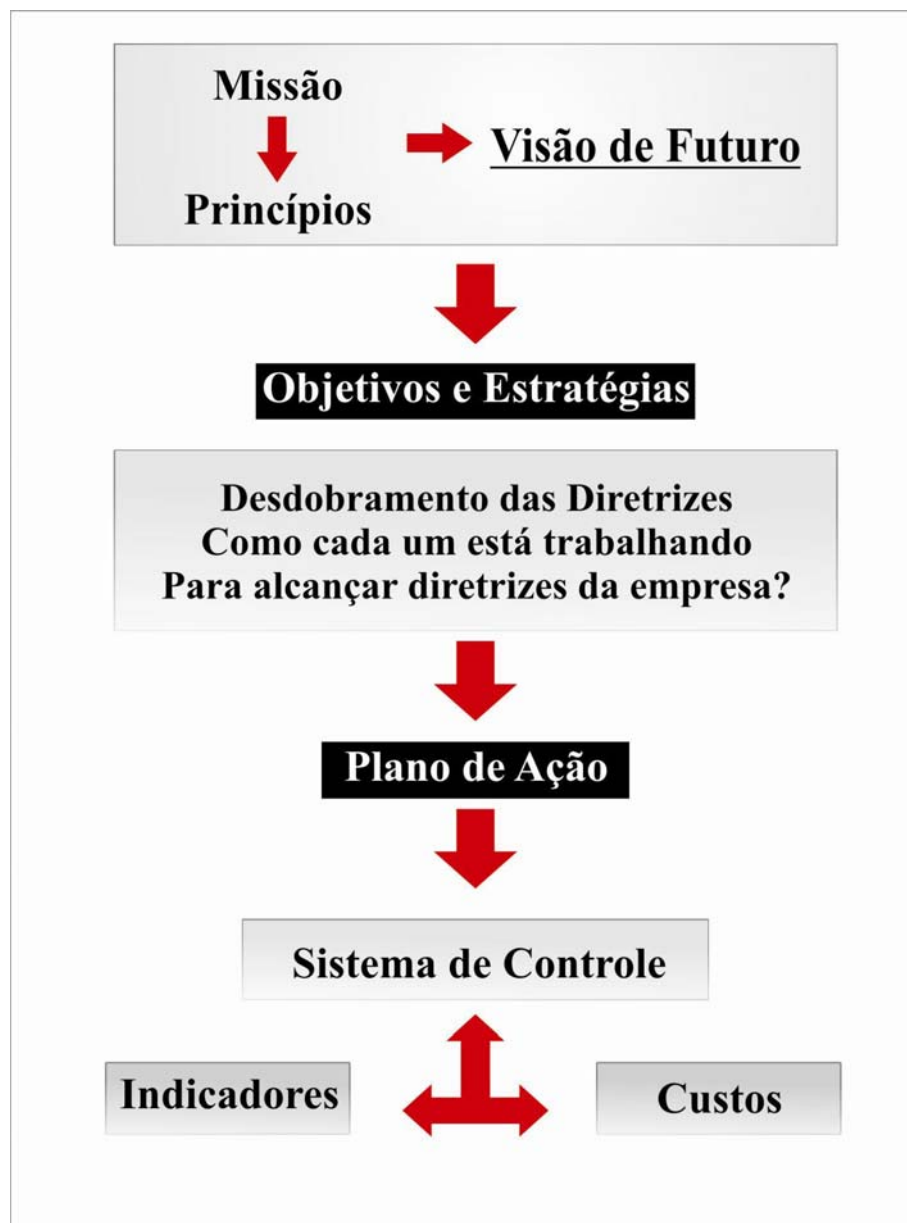 Missão
Visão de Futuro
Princípios
Objetivos e Estratégias
Desdobramento das Diretrizes
Como cada um está trabalhando
Para alcançar diretrizes da empresa?
Plano de Ação
Sistema de Controle
Indicadores
Custos